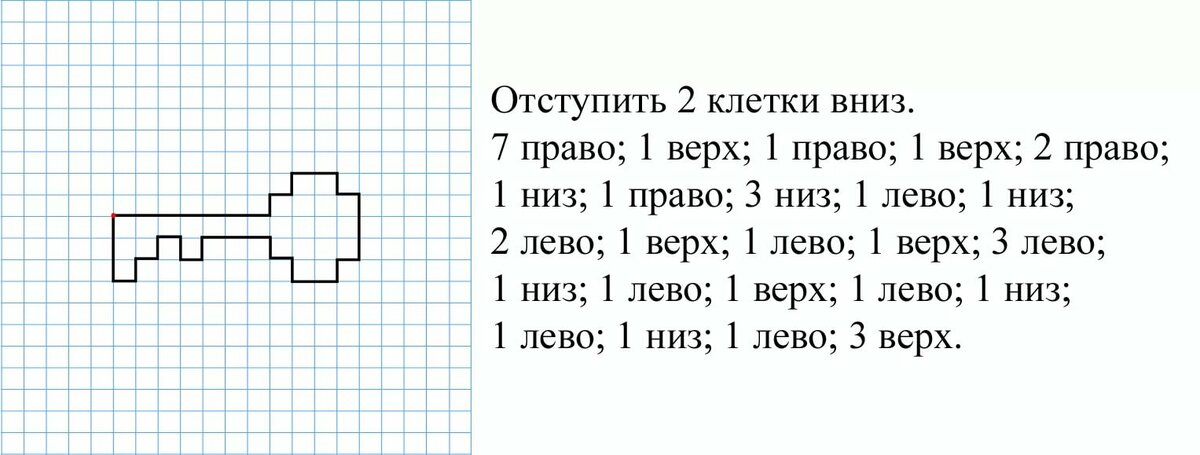 Отступить 2 клетки вниз.
7 право; 1 верх; 1 право; 1 верх; 2 право;
1 низ; 1 право; 3 низ; 1 лево; 1 низ;
2 лево; 1 верх; 1 лево; 1 верх; 3 лево;
1 низ; 1 лево; 1 верх; 1 лево; 1 низ;
1 лево; 1 низ; 1 лево; 3 верх.